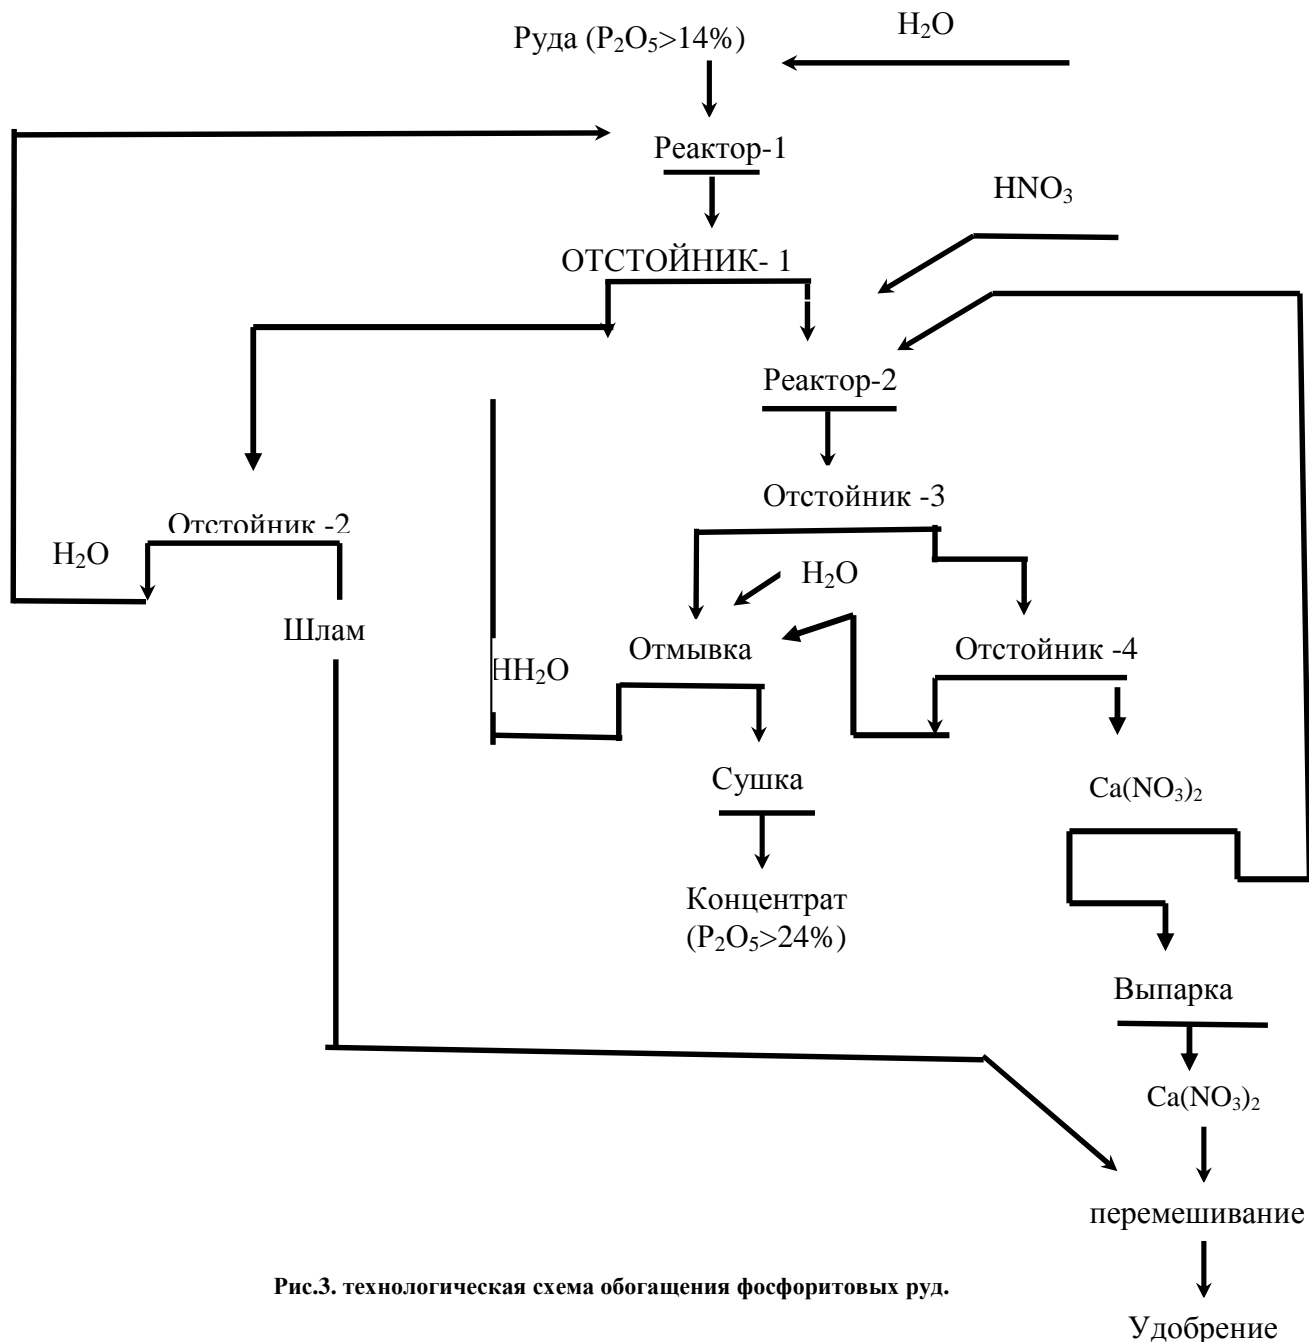 Руда (P₂O₅>14%)
H₂O
Реактор-1
HNO₃
ОТСТОЙНИК- 1
Реактор-2
Отстойник -3
Отстойник -2
H₂O
H₂O
Шлам
Отмывка
Отстойник -4
HH₂O
Сушка
Ca(NO₃)₂
Концентрат
(P₂O₅>24%)
Выпарка
Ca(NO₃)₂
перемешивание
Рис.3. технологическая схема обогащения фосфоритовых руд.
Удобрение